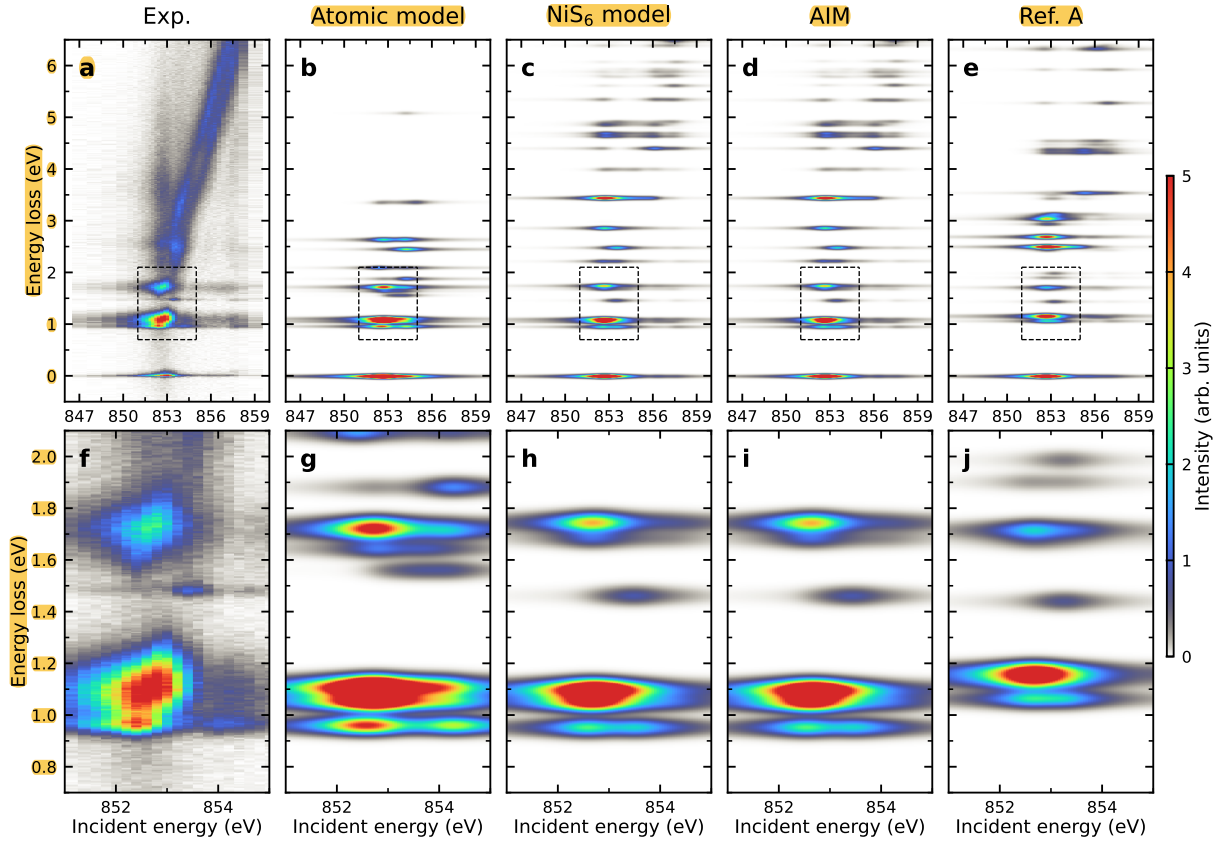 Exp. Atomic model NiS₆ model AIM Ref. A
a b c d e
Energy loss (eV)
6
5
4
3
2
1
0
847 850 853 856 859 847 850 853 856 859 847 850 853 856 859 847 850 853 856 859 847 850 853 856 859
f g h i j
Energy loss (eV)
2.0
1.8
1.6
1.4
1.2
1.0
0.8
852 854 852 854 852 854 852 854 852 854
Incident energy (eV) Incident energy (eV) Incident energy (eV) Incident energy (eV) Incident energy (eV)
5
4
3
2
1
0
Intensity (arb. units)